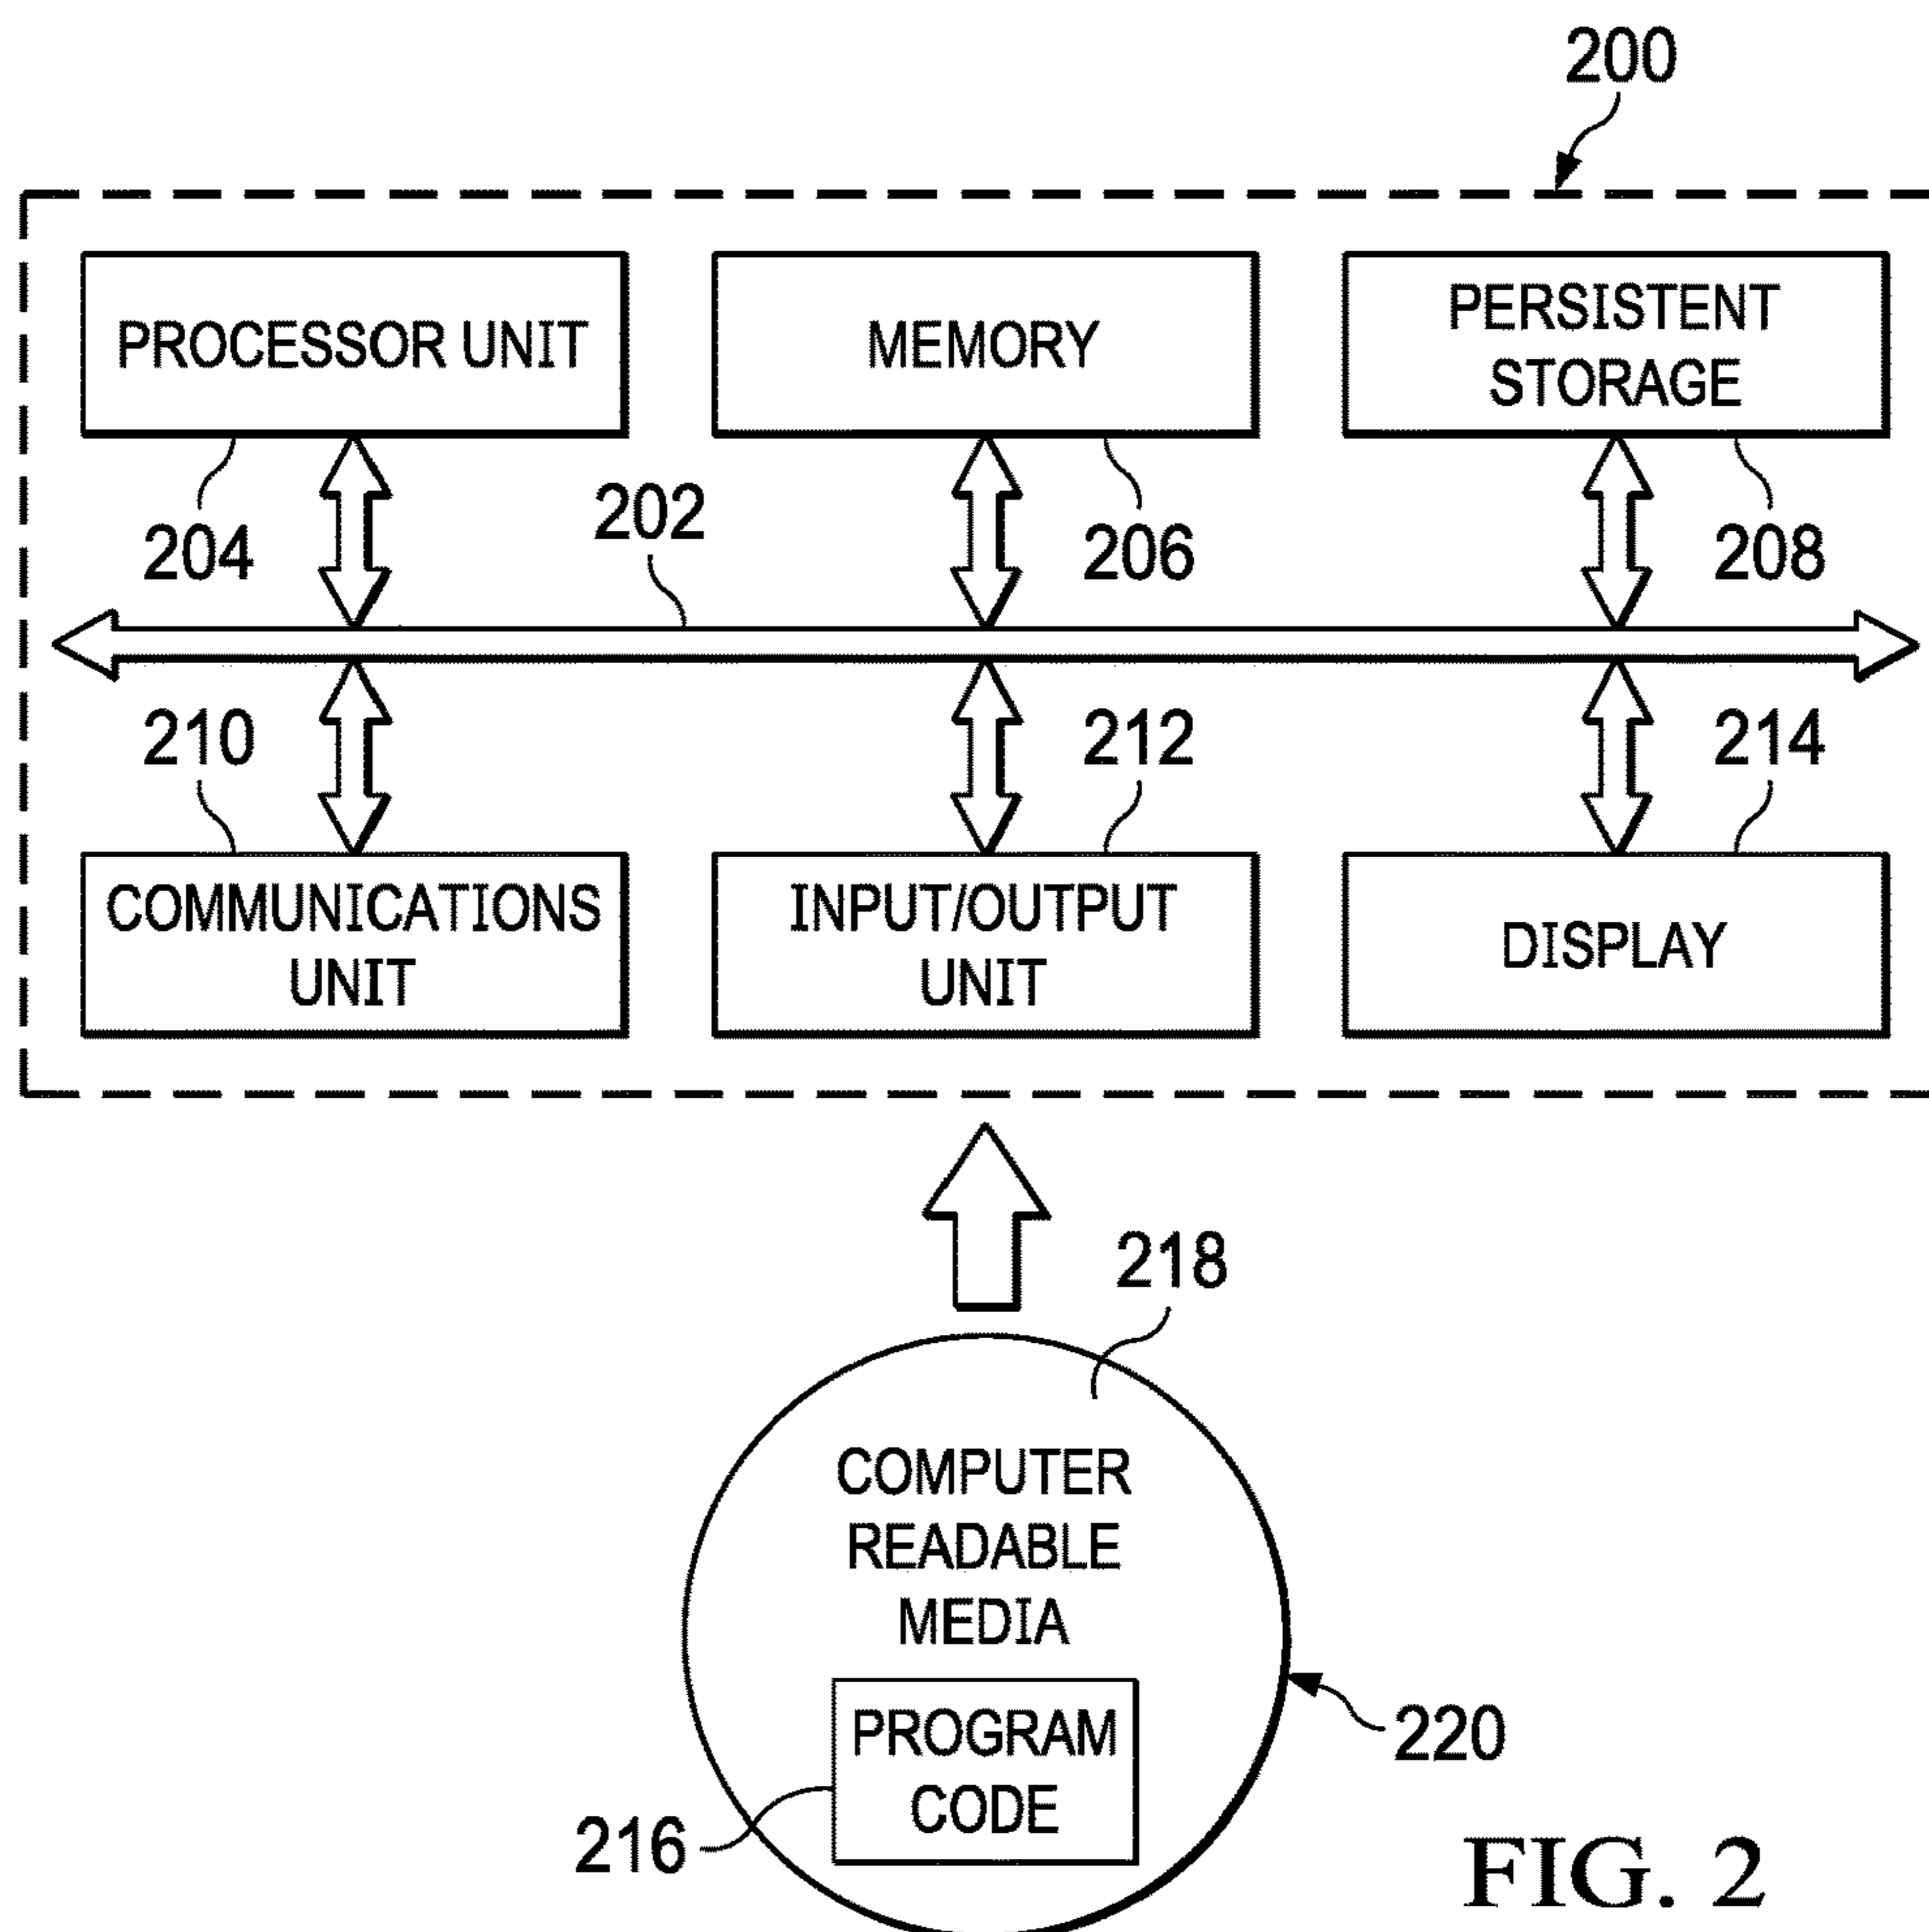 200
PROCESSOR UNIT
MEMORY
PERSISTENT
STORAGE
204
202
206
208
210
212
214
COMMUNICATIONS
UNIT
INPUT/OUTPUT
UNIT
DISPLAY
218
COMPUTER
READABLE
MEDIA
PROGRAM
CODE
220
216
FIG. 2